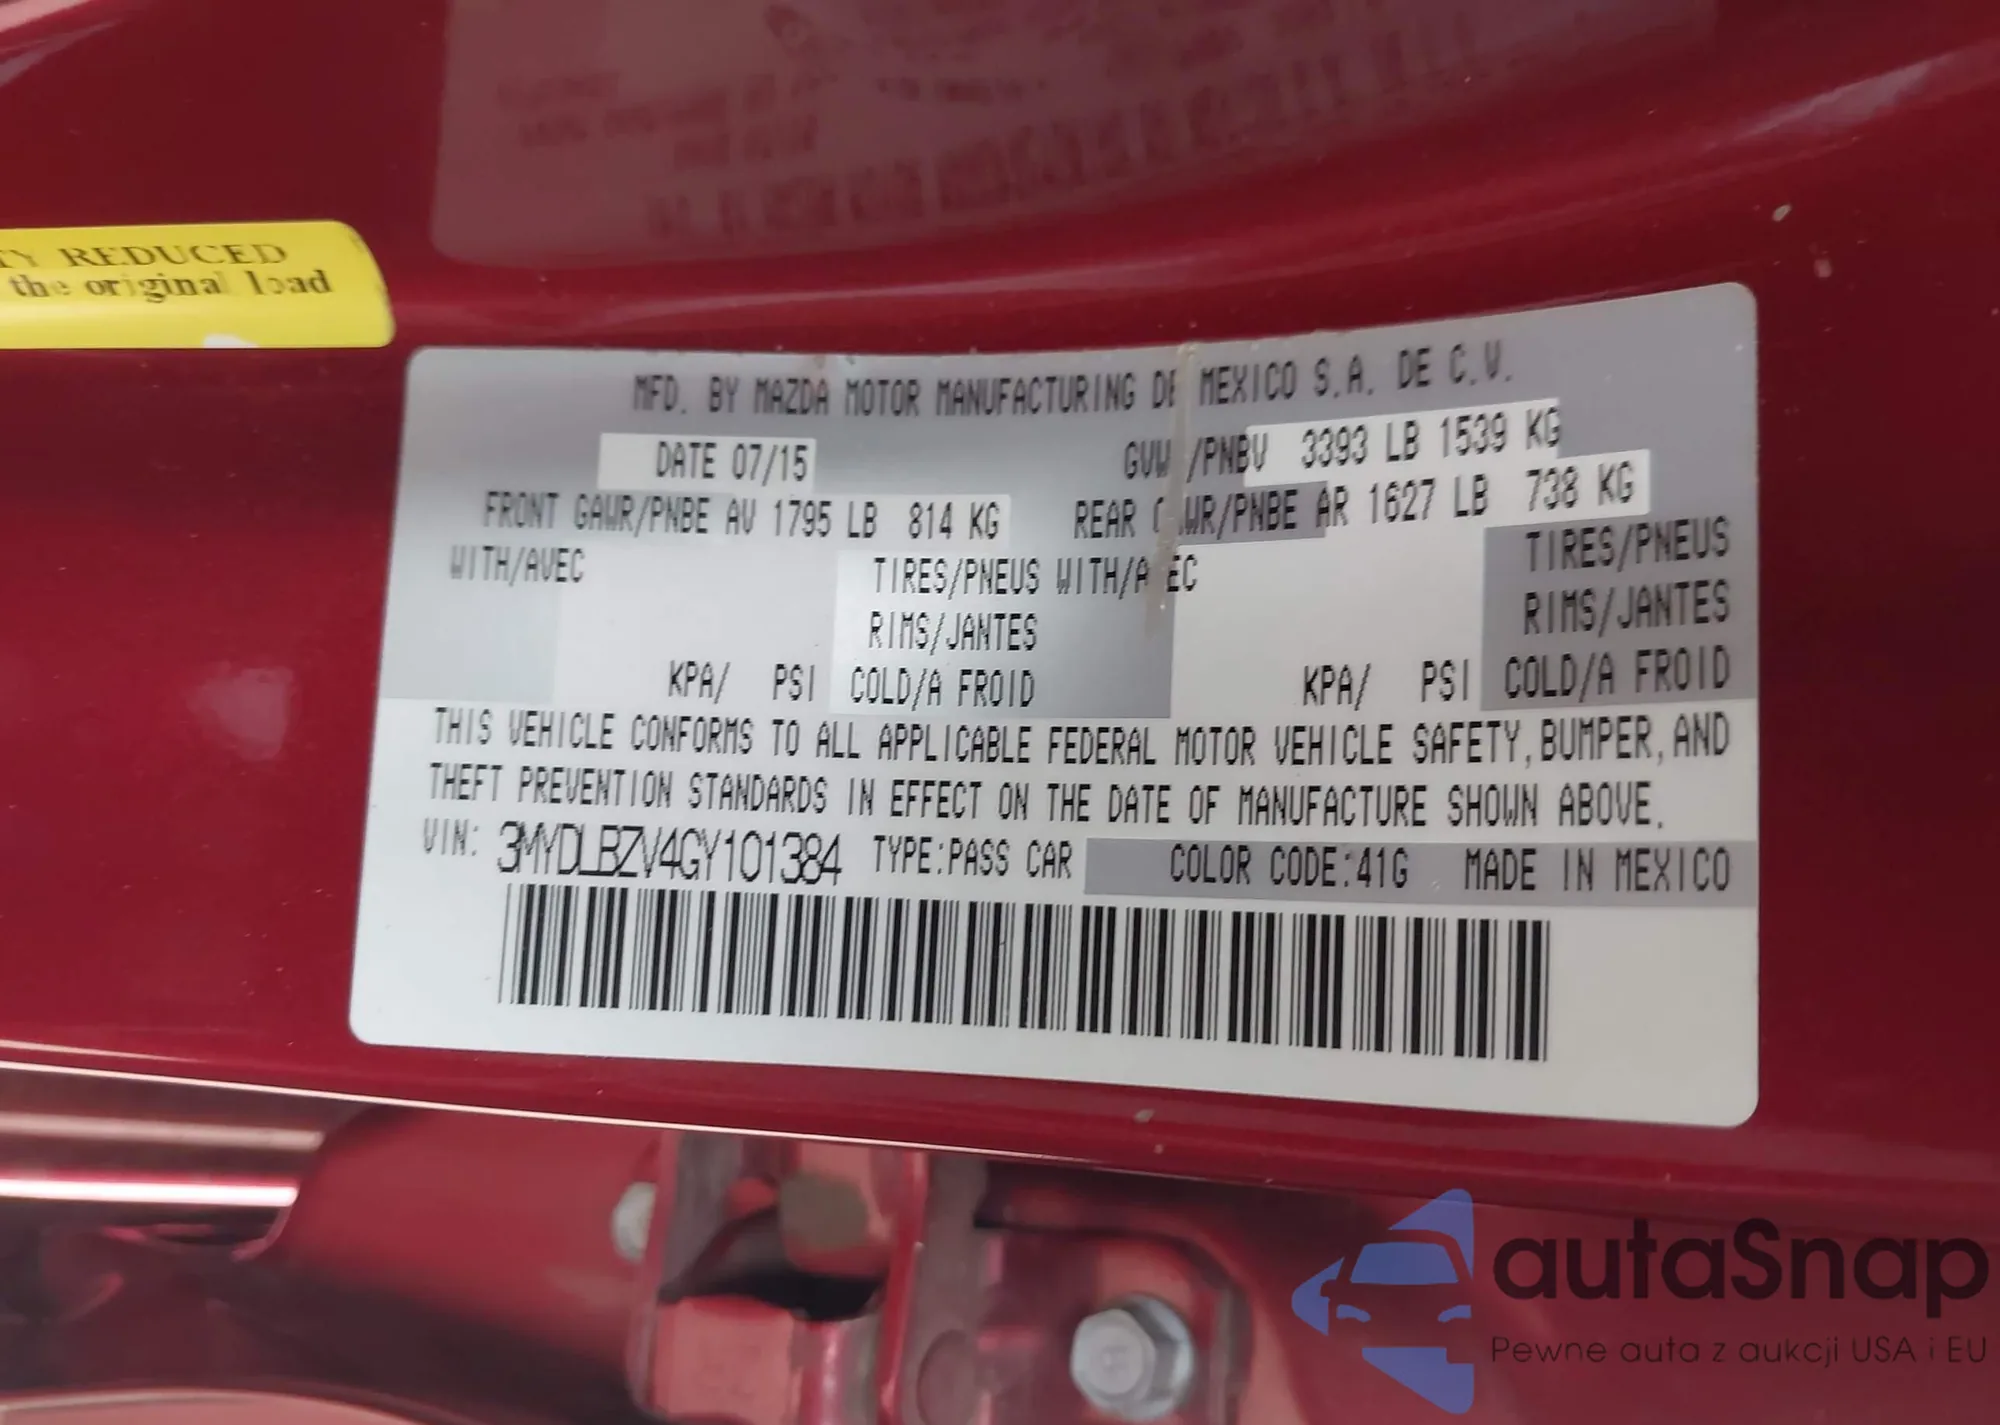 TY REDUCED
the original load
MFD. BY MAZDA MOTOR MANUFACTURING DE MEXICO S.A. DE C.V.
DATE 07/15 GVW /PNBV 3393 LB 1539 KG
FRONT GAWR/PNBE AV 1795 LB 814 KG REAR GAWR/PNBE AR 1627 LB 738 KG
WITH/AVEC TIRES/PNEUS WITH/AVEC TIRES/PNEUS
RIMS/JANTES RIMS/JANTES
KPA/ PSI COLD/A FROID KPA/ PSI COLD/A FROID
THIS VEHICLE CONFORMS TO ALL APPLICABLE FEDERAL MOTOR VEHICLE SAFETY, BUMPER, AND
THEFT PREVENTION STANDARDS IN EFFECT ON THE DATE OF MANUFACTURE SHOWN ABOVE.
VIN: 3MYDLBZV4GY101384 TYPE:PASS CAR COLOR CODE:41G MADE IN MEXICO
autaSnap
Pewne auta z aukcji USA i EU